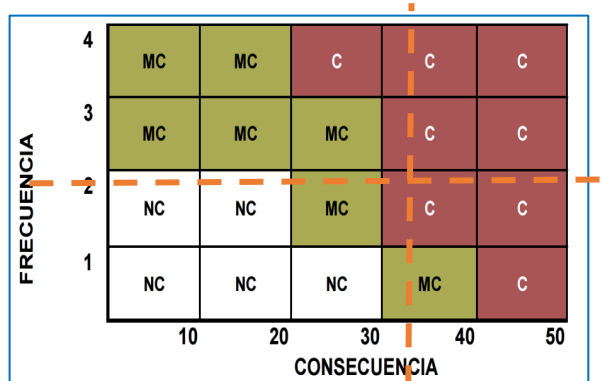 4
MC MC C C C
3
MC MC MC C C
2
NC NC MC C C
1
NC NC NC MC C
10 20 30 40 50
FRECUENCIA
CONSECUENCIA